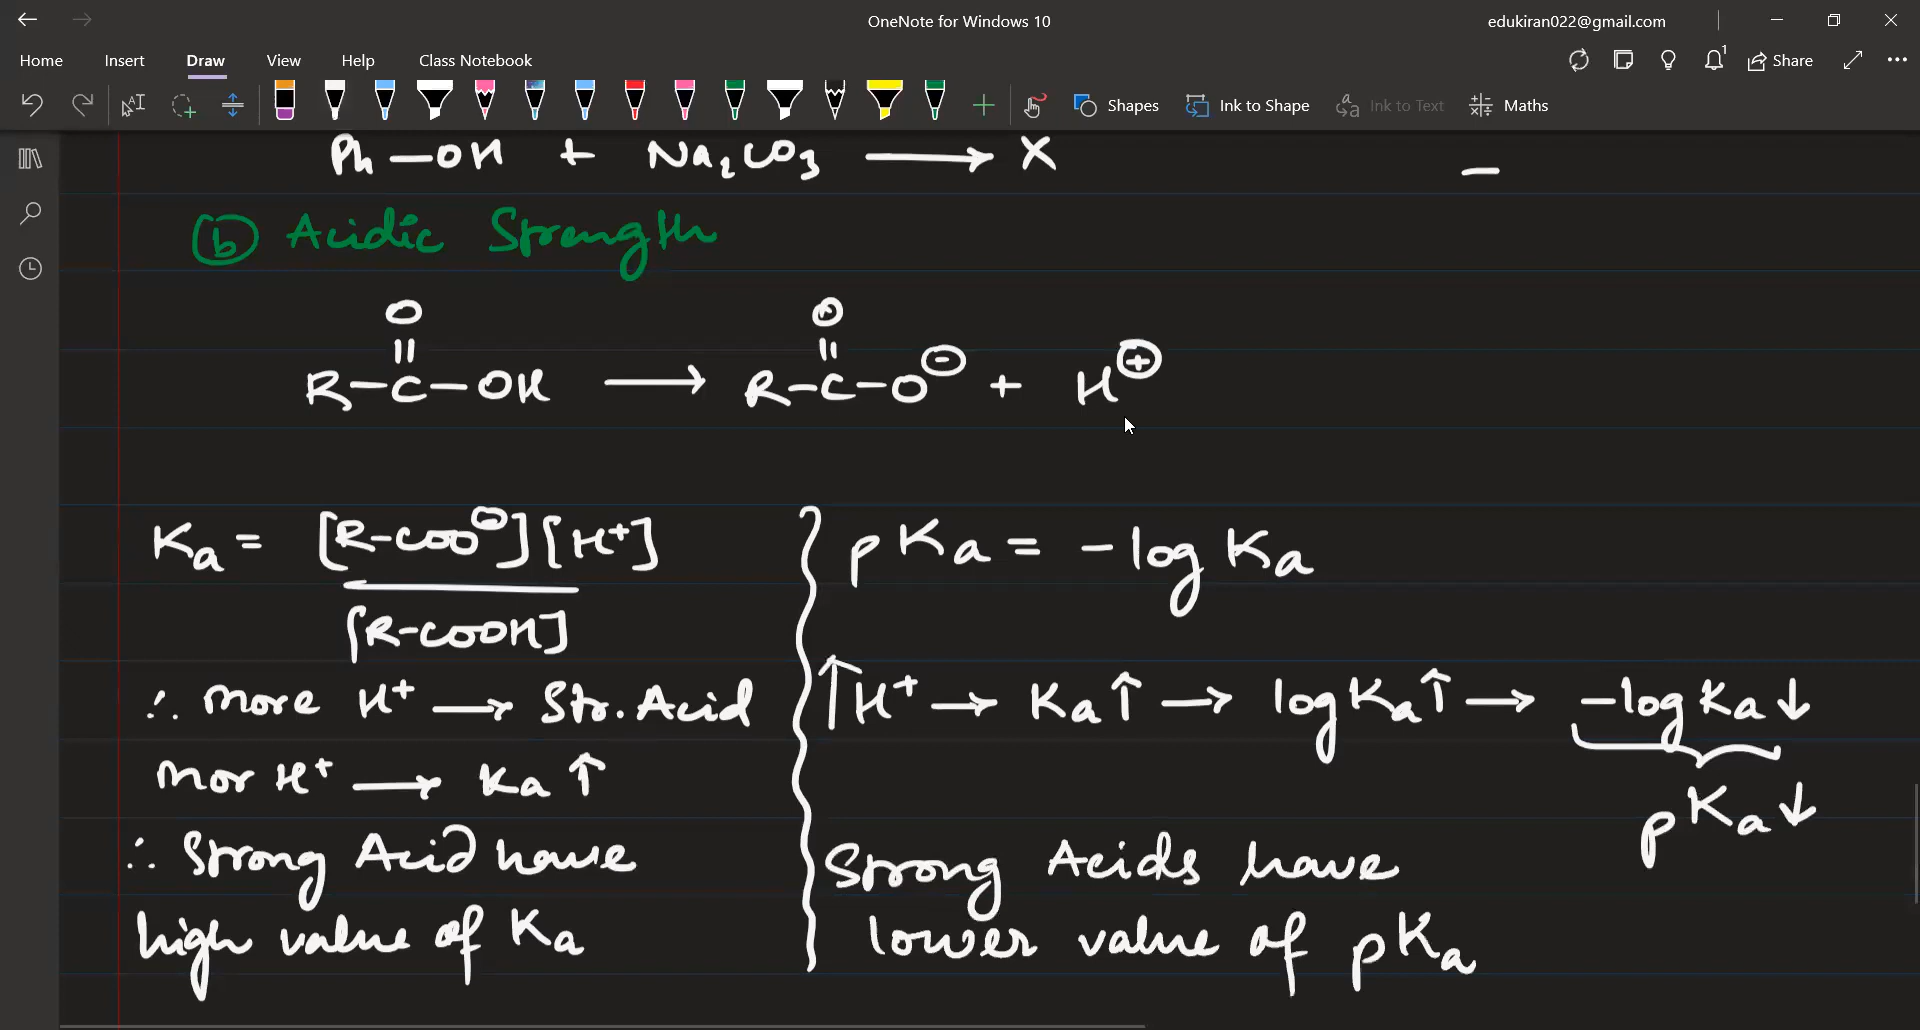 OneNote for Windows 10
edukiran022@gmail.com
Home Insert Draw View Help Class Notebook
1
Share
Shapes Ink to Shape Ink to Text Maths
Ph—OH + Na₂CO₃ ⟶ X
ⓑ Acidic Strength
O O
|| ||
R—C—OH ⟶ R—C—O⊖ + H⊕
Ka = [R-COO⊖][H⁺]
[R-COOH]
∴ More H⁺ ⟶ Str. Acid
Mor H⁺ ⟶ Ka ↑
∴ Strong Acid have
high value of Ka
pKa = -log Ka
↑H⁺ → Ka↑ → log Ka↑ → -log Ka↓
pKa↓
Strong Acids have
lower value of pKa